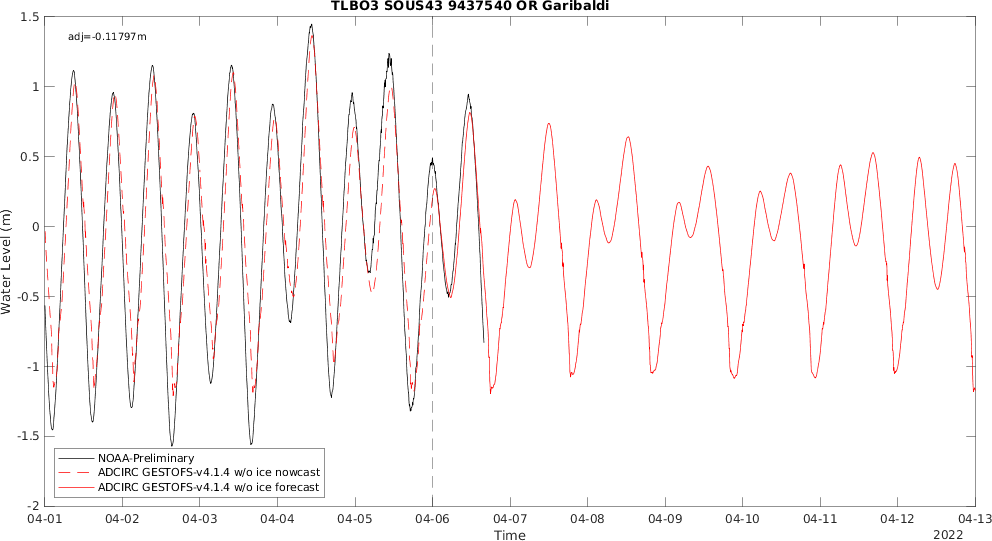 TLBO3 SOUS43 9437540 OR Garibaldi
adj=-0.11797m
1.5
1
0.5
0
-0.5
-1
-1.5
-2
Water Level (m)
NOAA-Preliminary
ADCIRC GESTOFS-v4.1.4 w/o ice nowcast
ADCIRC GESTOFS-v4.1.4 w/o ice forecast
04-01 04-02 04-03 04-04 04-05 04-06 04-07 04-08 04-09 04-10 04-11 04-12 04-13
Time
2022